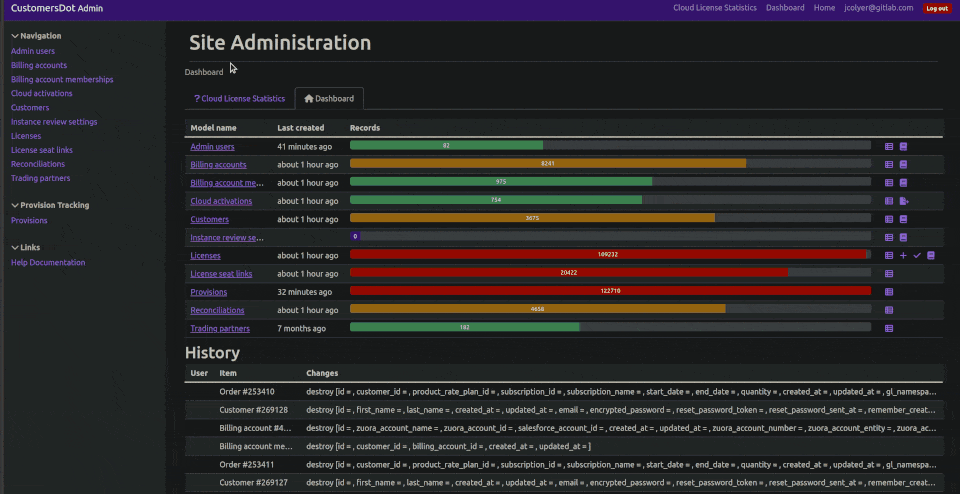 CustomersDot Admin
Cloud License Statistics Dashboard Home jcolyer@gitlab.com Log out
Navigation
Admin users
Billing accounts
Billing account memberships
Cloud activations
Customers
Instance review settings
Licenses
License seat links
Reconciliations
Trading partners
Provision Tracking
Provisions
Links
Help Documentation
Site Administration
Dashboard
? Cloud License Statistics Dashboard
Model name Last created Records
Admin users 41 minutes ago 82
Billing accounts about 1 hour ago 8241
Billing account me... about 1 hour ago 975
Cloud activations about 1 hour ago 754
Customers about 1 hour ago 3675
Instance review se... 0
Licenses about 1 hour ago 109232
License seat links about 1 hour ago 20422
Provisions 32 minutes ago 122710
Reconciliations about 1 hour ago 4658
Trading partners 7 months ago 182
History
User Item Changes
Order #253410 destroy [id = , customer_id = , product_rate_plan_id = , subscription_id = , subscription_name = , start_date = , end_date = , quantity = , created_at = , updated_at = , gl_namespa...
Customer #269128 destroy [id = , first_name = , last_name = , created_at = , updated_at = , email = , encrypted_password = , reset_password_token = , reset_password_sent_at = , remember_creat...
Billing account #4... destroy [id = , zuora_account_name = , zuora_account_id = , salesforce_account_id = , created_at = , updated_at = , zuora_account_number = , zuora_account_entity = , zuora_ac...
Billing account me... destroy [id = , customer_id = , billing_account_id = , created_at = , updated_at = ]
Order #253411 destroy [id = , customer_id = , product_rate_plan_id = , subscription_id = , subscription_name = , start_date = , end_date = , quantity = , created_at = , updated_at = , gl_namespa...
Customer #269127 destroy [id = , first_name = , last_name = , created_at = , updated_at = , email = , encrypted_password = , reset_password_token = , reset_password_sent_at = , remember_creat...